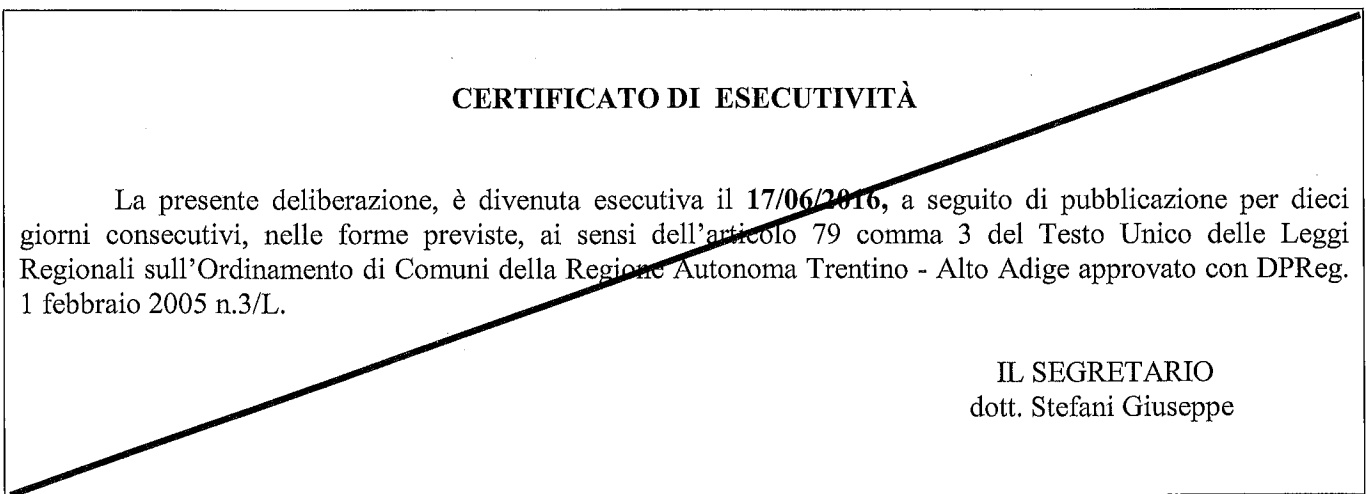 CERTIFICATO DI ESECUTIVITÀ
La presente deliberazione, è divenuta esecutiva il 17/06/2016, a seguito di pubblicazione per dieci
giorni consecutivi, nelle forme previste, ai sensi dell'articolo 79 comma 3 del Testo Unico delle Leggi
Regionali sull'Ordinamento di Comuni della Regione Autonoma Trentino - Alto Adige approvato con DPReg.
1 febbraio 2005 n.3/L.
IL SEGRETARIO
dott. Stefani Giuseppe